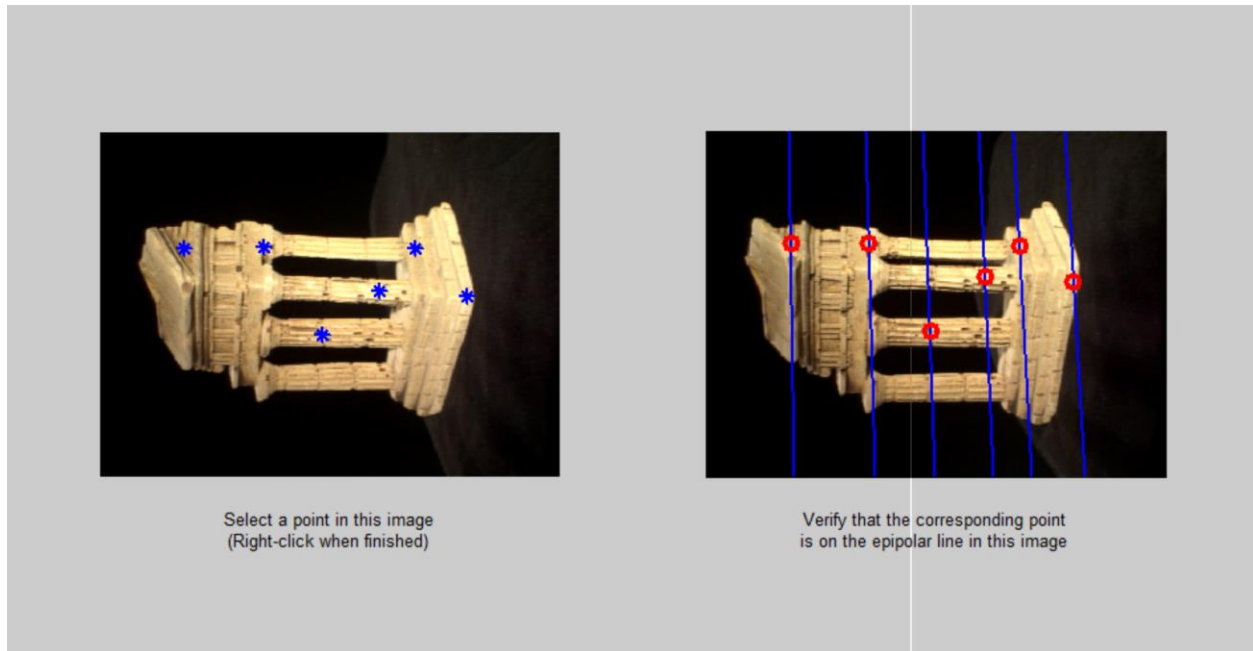 Select a point in this image
(Right-click when finished)
Verify that the corresponding point
is on the epipolar line in this image